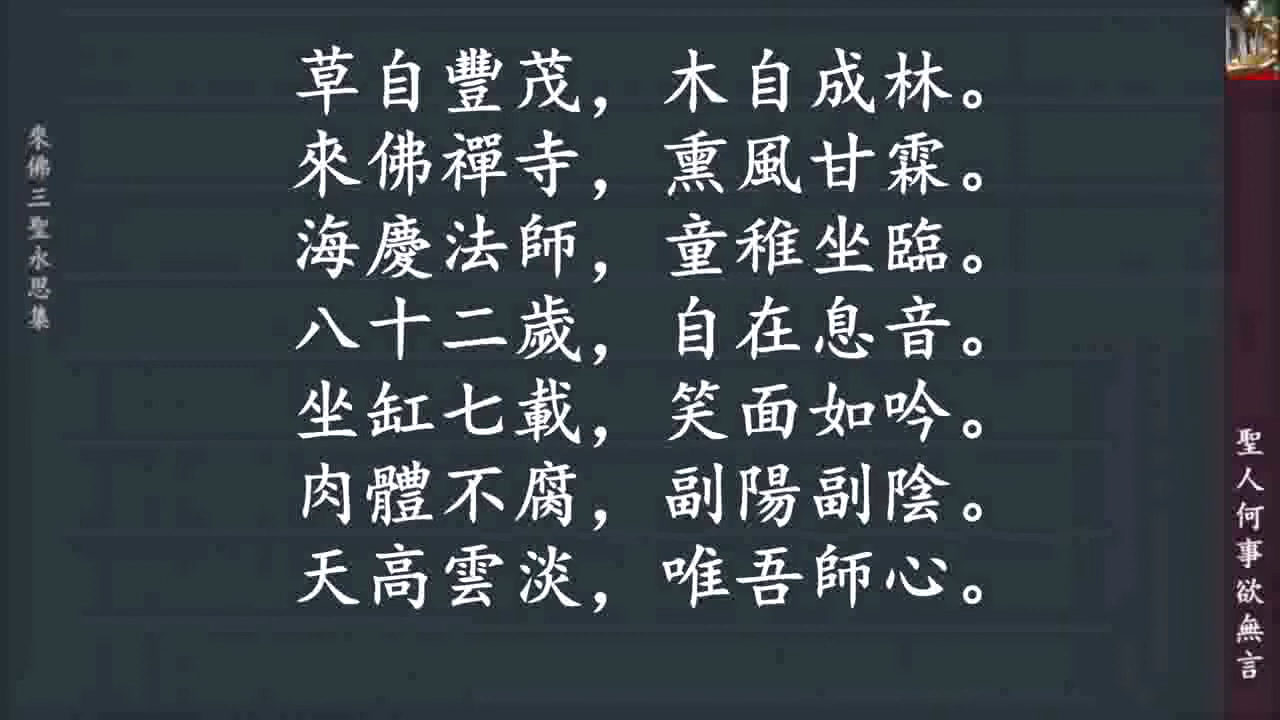 草自豐茂，木自成林。
來佛禪寺，熏風甘霖。
海慶法師，童稚坐臨。
八十二歲，自在息音。
坐缸七載，笑面如吟。
肉體不腐，副陽副陰。
天高雲淡，唯吾師心。
來佛三聖永思集
聖人何事欲無言